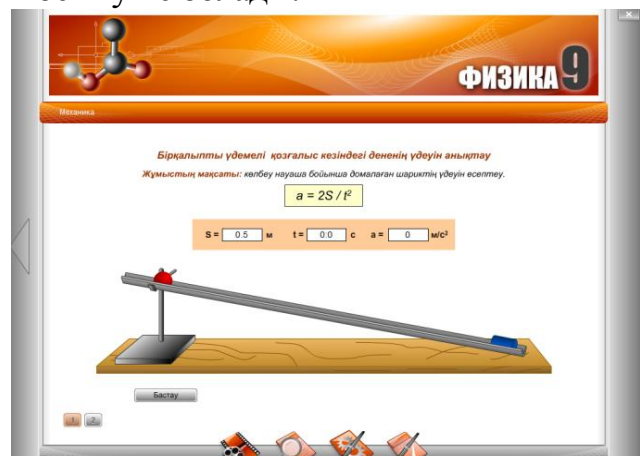 ФИЗИКА 9
Механика
Бірқалыпты үдемелі қозғалыс кезіндегі дененің үдеуін анықтау
Жұмыстың мақсаты: көлбеу науаша бойынша домалаған шариктің үдеуін есептеу.
a = 2S / t²
S = 0.5 м t = 0.0 с a = 0 м/с²
Бастау
1 2